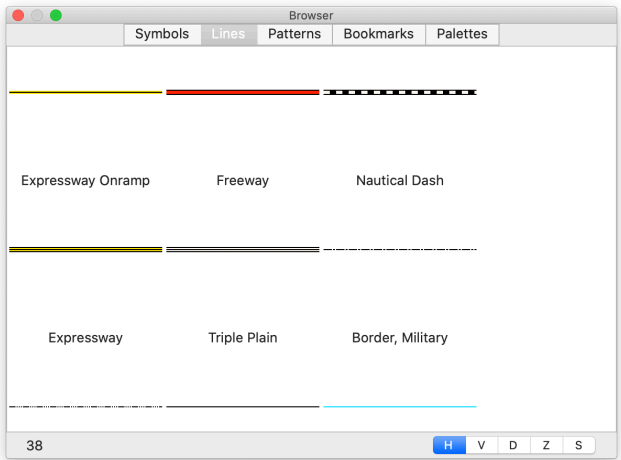 Browser
Symbols Lines Patterns Bookmarks Palettes
Expressway Onramp Freeway Nautical Dash
Expressway Triple Plain Border, Military
38 H V D Z S